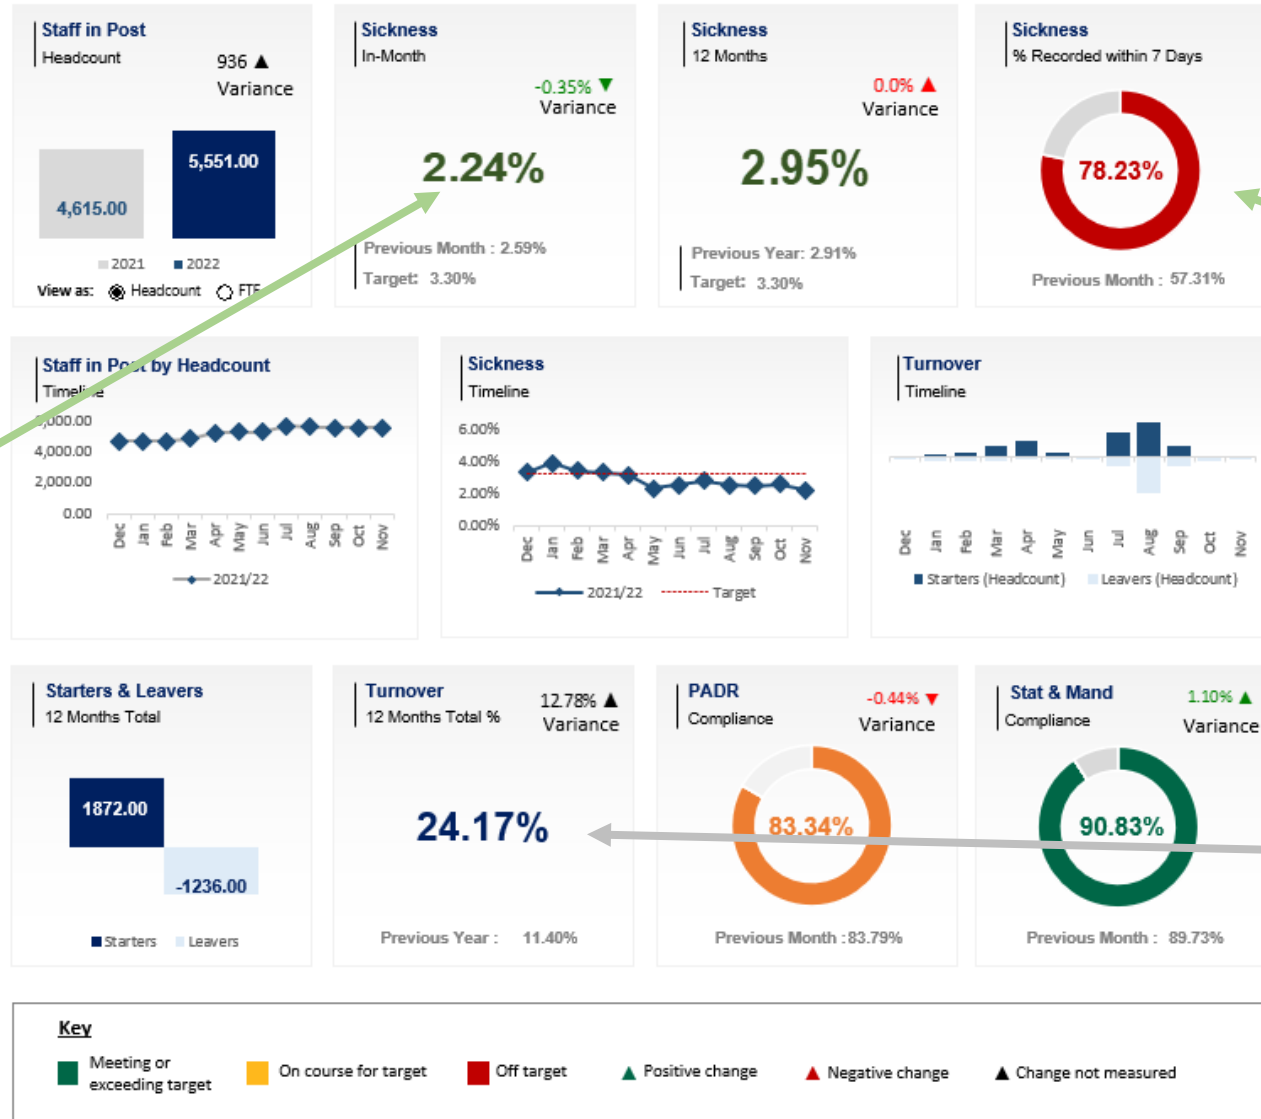 Staff in Post
Headcount
936 ▲
Variance
5,551.00
4,615.00
2021 2022
View as: Headcount FTE
Sickness
In-Month
-0.35% ▼
Variance
2.24%
Previous Month : 2.59%
Target: 3.30%
Sickness
12 Months
0.0% ▲
Variance
2.95%
Previous Year: 2.91%
Target: 3.30%
Sickness
% Recorded within 7 Days
78.23%
Previous Month : 57.31%
Staff in Post by Headcount
Timeline
,000.00
4,000.00
2,000.00
0.00
Dec Jan Feb Mar Apr May Jun Jul Aug Sep Oct Nov
2021/22
Sickness
Timeline
6.00%
4.00%
2.00%
0.00%
Dec Jan Feb Mar Apr May Jun Jul Aug Sep Oct Nov
2021/22 Target
Turnover
Timeline
Dec Jan Feb Mar Apr May Jun Jul Aug Sep Oct Nov
Starters (Headcount) Leavers (Headcount)
Starters & Leavers
12 Months Total
1872.00
-1236.00
Starters Leavers
Turnover
12 Months Total %
12.78% ▲
Variance
24.17%
Previous Year : 11.40%
PADR
Compliance
-0.44% ▼
Variance
83.34%
Previous Month :83.79%
Stat & Mand
Compliance
1.10% ▲
Variance
90.83%
Previous Month : 89.73%
Key
Meeting or
exceeding target
On course for target
Off target
▲ Positive change
▲ Negative change
▲ Change not measured